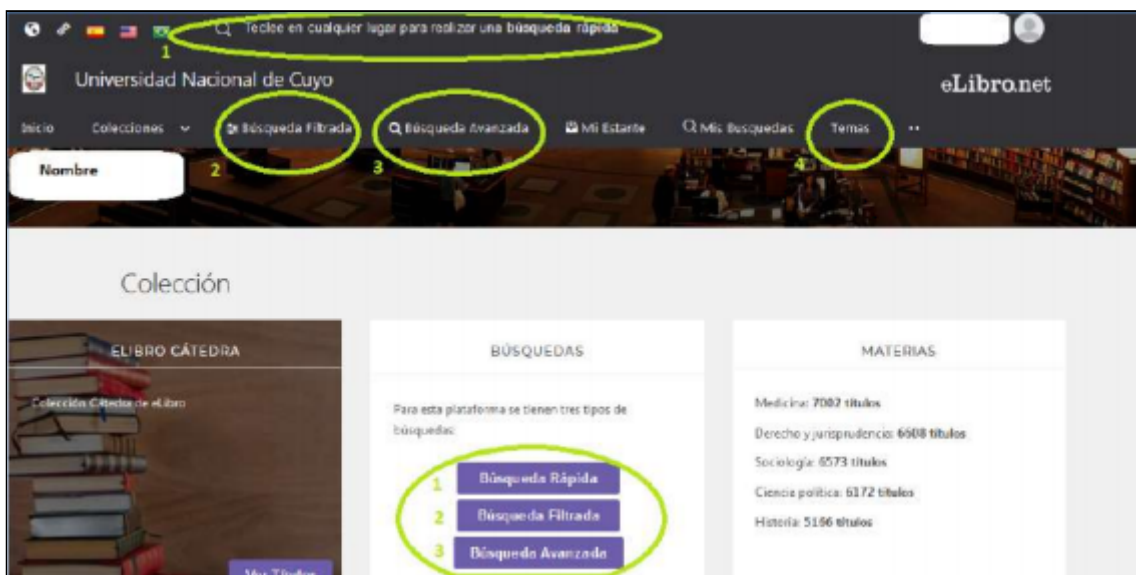 Teclee en cualquier lugar para realizar una búsqueda rápida
1
Universidad Nacional de Cuyo
eLibro.net
Inicio Colecciones Búsqueda Filtrada Búsqueda Avanzada Mi Estante Mis Busquedas Temas ..
2 3 4
Nombre
Colección
ELIBRO CÁTEDRA
Colección Cátedra de eLibro
Ver Títulos
BÚSQUEDAS
Para esta plataforma se tienen tres tipos de
búsquedas:
1 Búsqueda Rápida
2 Búsqueda Filtrada
3 Búsqueda Avanzada
MATERIAS
Medicina: 7002 títulos
Derecho y jurisprudencia: 6608 títulos
Sociología: 6573 títulos
Ciencia política: 6172 títulos
Historia: 5166 títulos